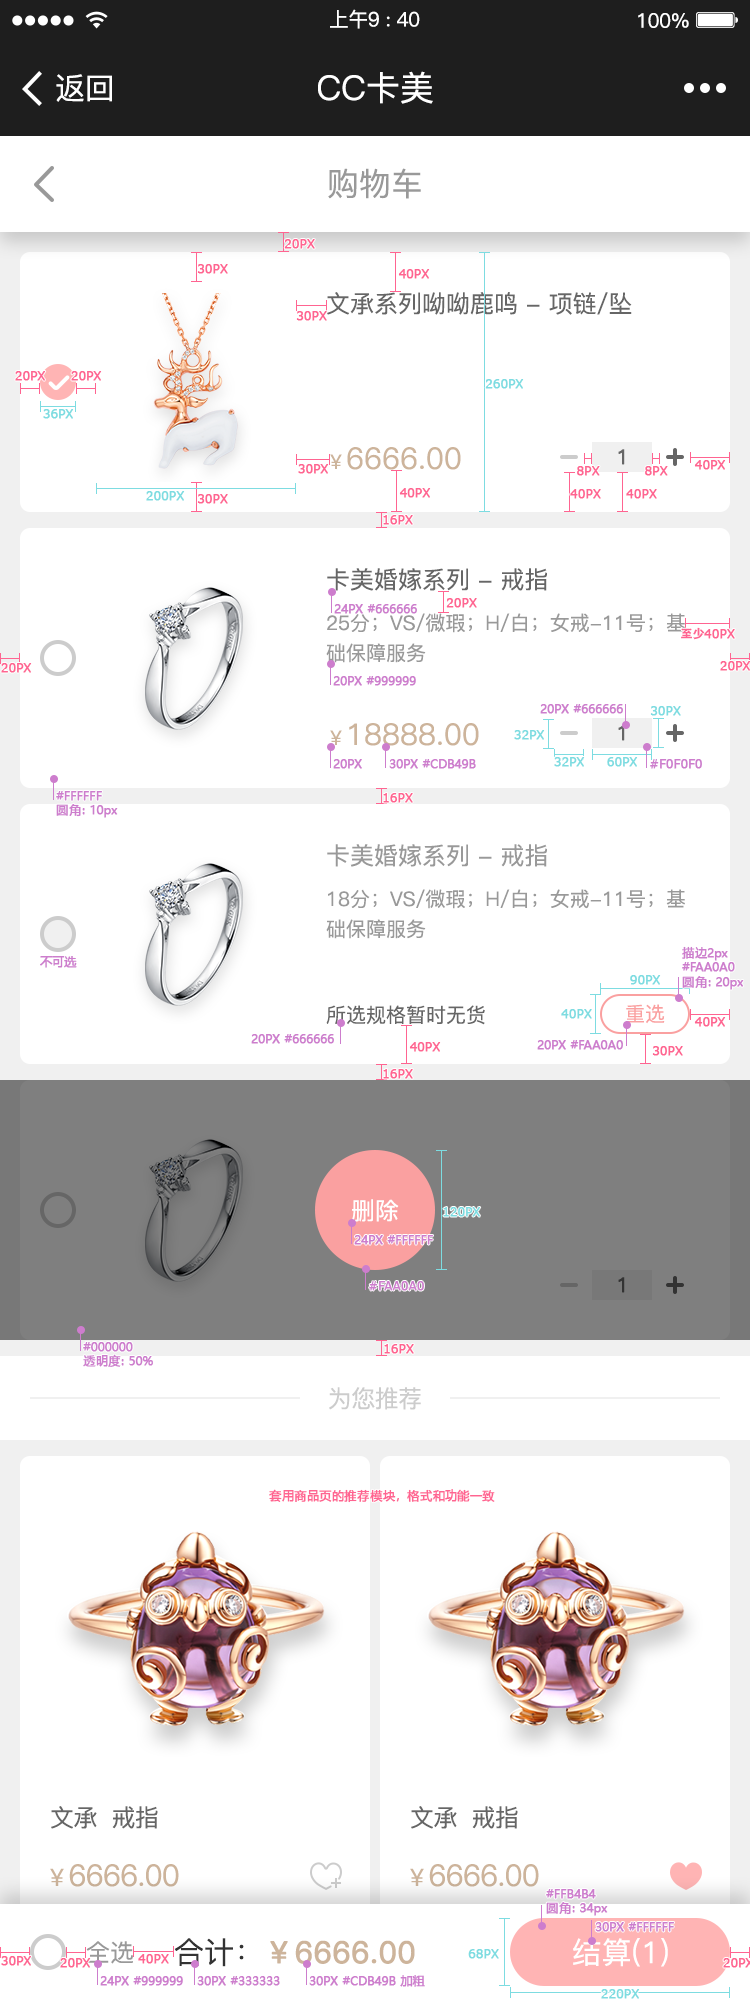 上午9 : 40
100%
返回
CC卡美
购物车
20PX
30PX
40PX
文承系列呦呦鹿鸣 – 项链/坠
30PX
20PX
20PX
36PX
260PX
¥ 6666.00
30PX
1
8PX
8PX
40PX
200PX
30PX
40PX
40PX
40PX
16PX
卡美婚嫁系列 – 戒指
24PX #666666
20PX
25分；VS/微瑕；H/白；女戒–11号；基
础保障服务
至少40PX
20PX
20PX
20PX #999999
20PX #666666
30PX
¥ 18888.00
32PX
1
20PX
30PX #CDB49B
32PX
60PX
#F0F0F0
#FFFFFF
圆角: 10px
16PX
卡美婚嫁系列 – 戒指
18分；VS/微瑕；H/白；女戒–11号；基
础保障服务
不可选
描边2px
#FAA0A0
圆角: 20px
90PX
所选规格暂时无货
40PX
重选
40PX
20PX #666666
40PX
20PX #FAA0A0
30PX
16PX
删除
120PX
24PX #FFFFFF
#FAA0A0
1
#000000
透明度: 50%
16PX
为您推荐
套用商品页的推荐模块，格式和功能一致
文承 戒指
文承 戒指
¥ 6666.00
¥ 6666.00
#FFB4B4
圆角: 34px
30PX #FFFFFF
30PX
20PX
全选
40PX
合计：
¥ 6666.00
68PX
结算(1)
20PX
24PX #999999
30PX #333333
30PX #CDB49B 加粗
220PX